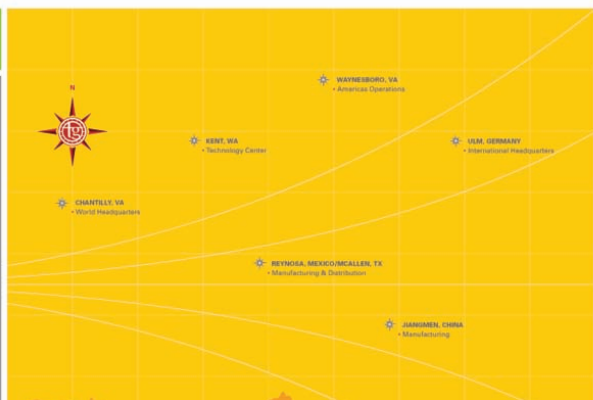 WAYNESBORO, VA
• Americas Operations
N
KENT, WA
• Technology Center
ULM, GERMANY
• International Headquarters
tg
CHANTILLY, VA
• World Headquarters
REYNOSA, MEXICO/MCALLEN, TX
• Manufacturing & Distribution
JIANGMEN, CHINA
• Manufacturing